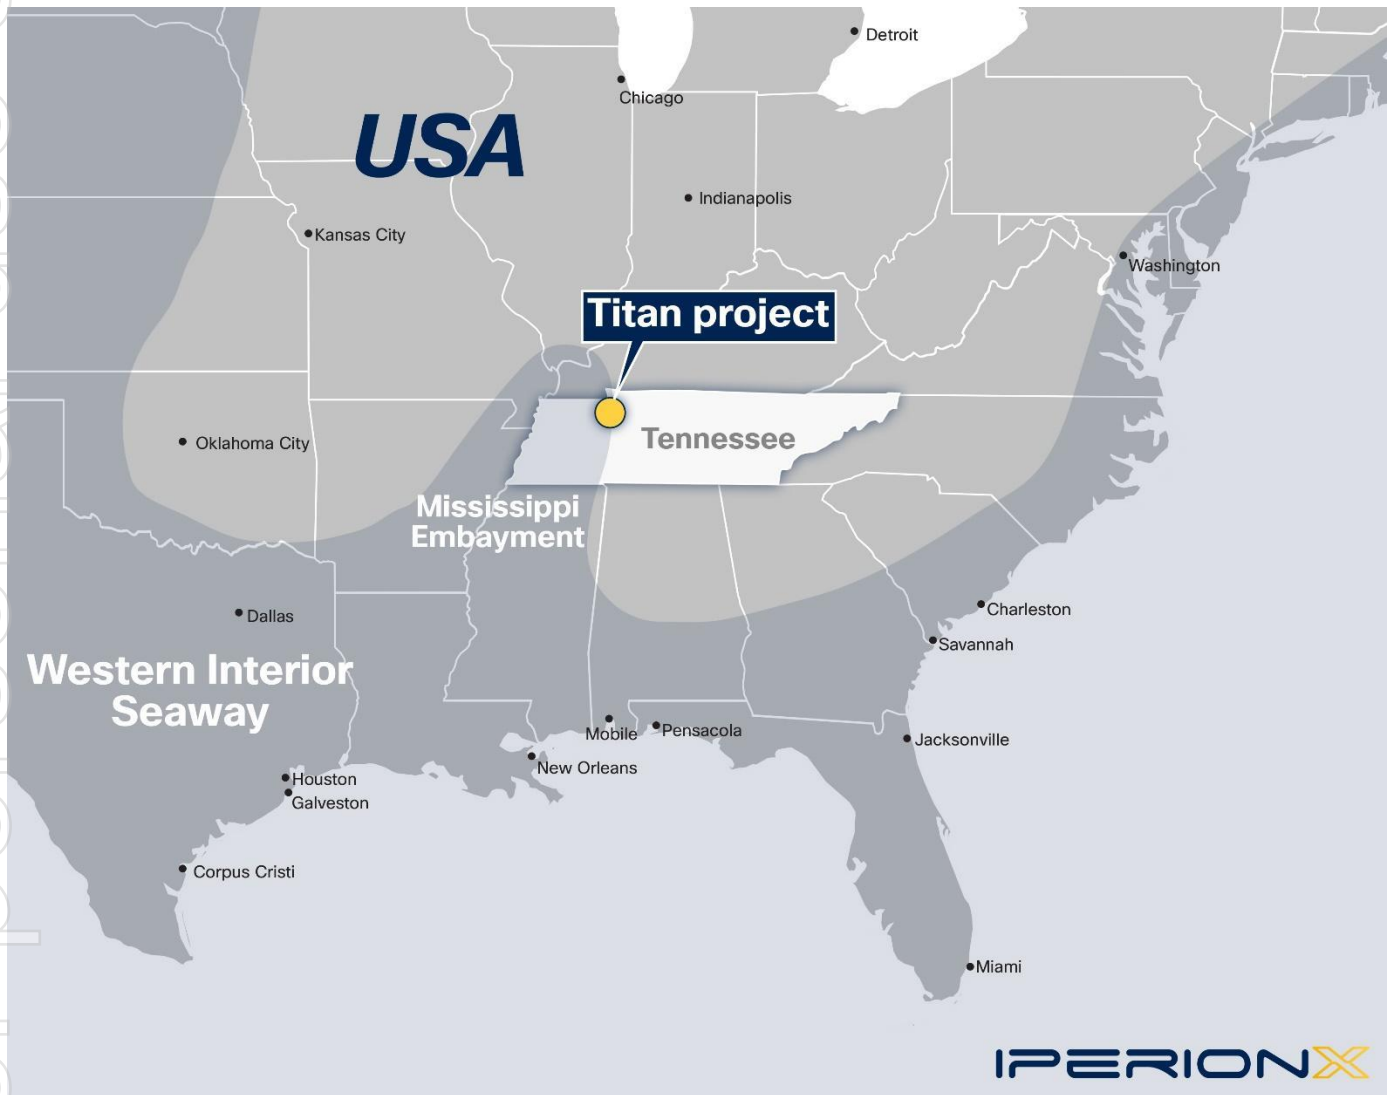 Detroit
Chicago
USA
Indianapolis
Kansas City
Washington
Titan project
Oklahoma City
Tennessee
Mississippi
Embayment
Dallas
Charleston
Savannah
Western Interior
Seaway
Mobile
Pensacola
Jacksonville
New Orleans
Houston
Galveston
Corpus Cristi
Miami
IPERIONX